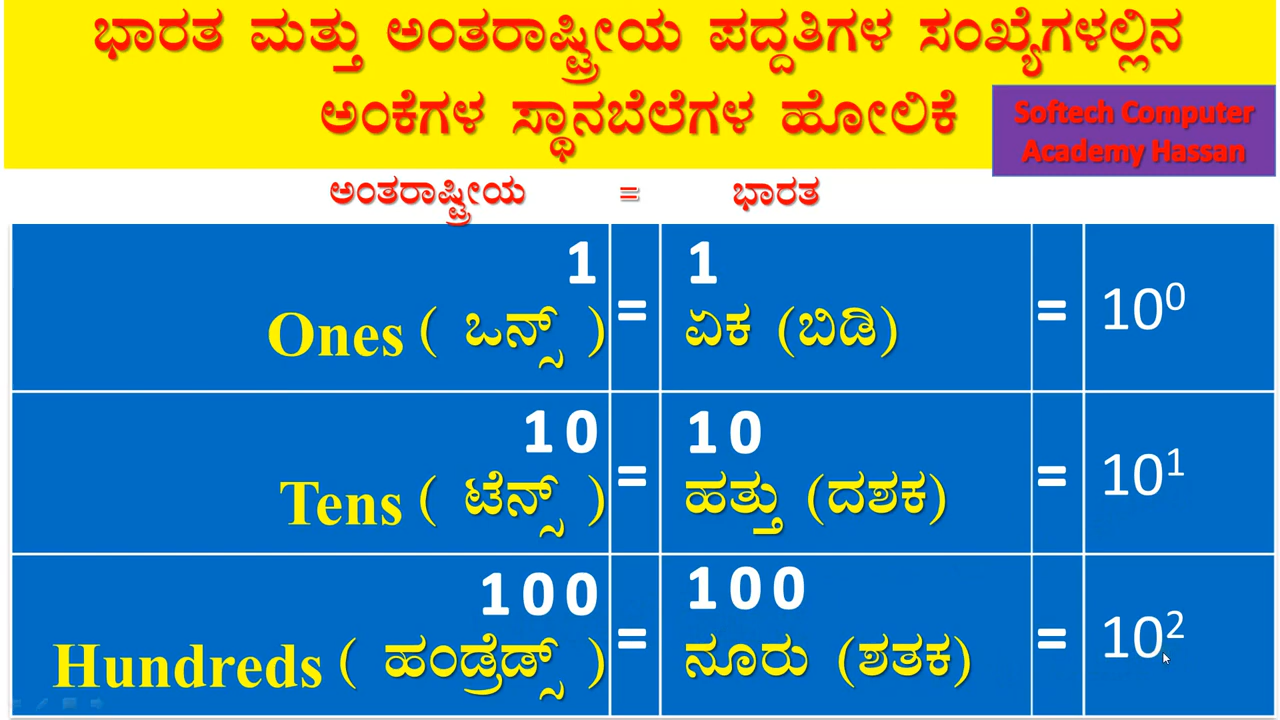 ಭಾರತ ಮತ್ತು ಅಂತರಾಷ್ಟ್ರೀಯ ಪದ್ದತಿಗಳ ಸಂಖ್ಯೆಗಳಲ್ಲಿನ
ಅಂಕೆಗಳ ಸ್ಥಾನಬೆಲೆಗಳ ಹೋಲಿಕೆ
Softech Computer
Academy Hassan
ಅಂತರಾಷ್ಟ್ರೀಯ = ಭಾರತ
1 1
Ones ( ಒನ್ಸ್ ) = ಏಕ (ಬಿಡಿ) = 10⁰
10 10
Tens ( ಟೆನ್ಸ್ ) = ಹತ್ತು (ದಶಕ) = 10¹
100 100
Hundreds ( ಹಂಡ್ರೆಡ್ಸ್ ) = ನೂರು (ಶತಕ) = 10²